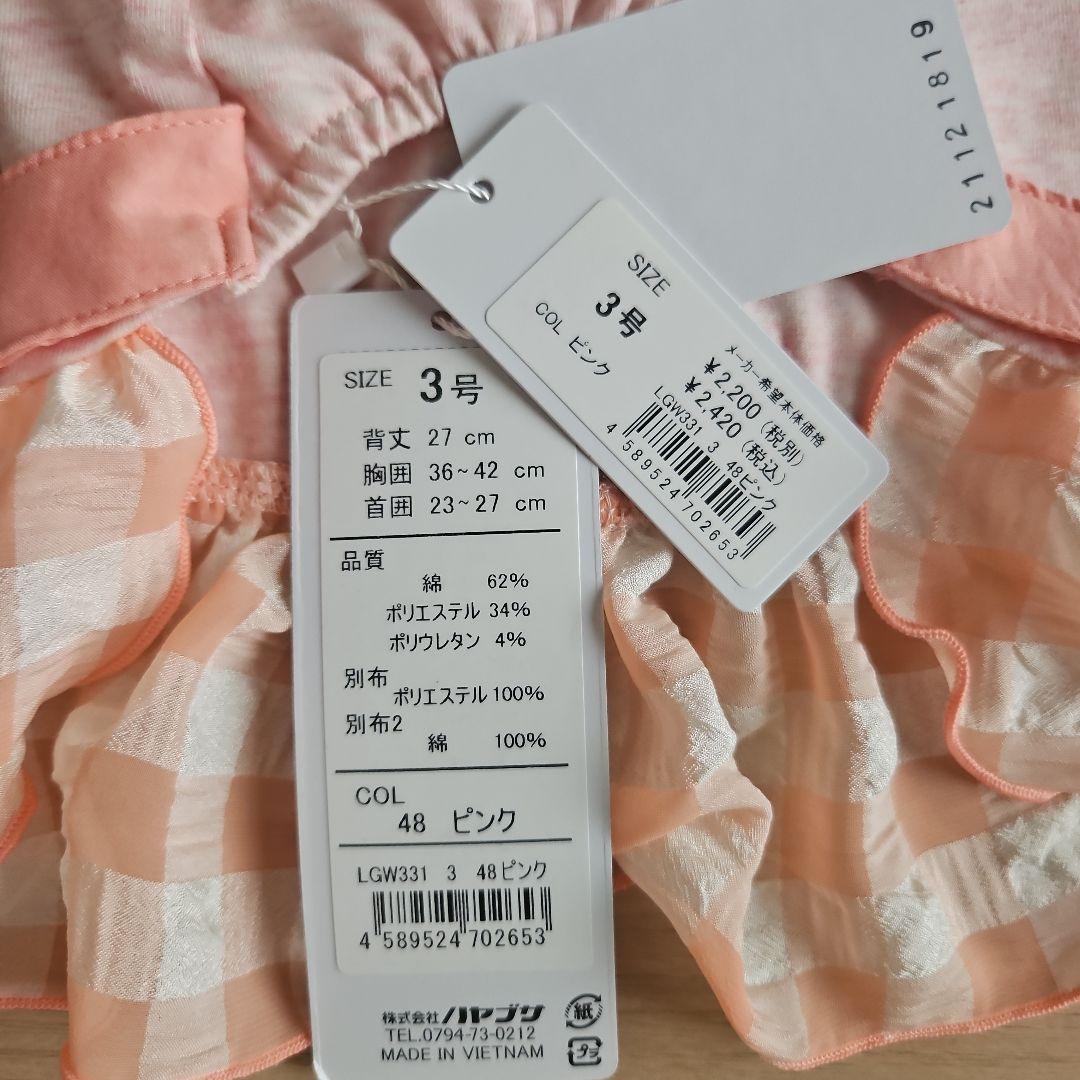 21121819
SIZE
3号
COL ピンク
メーカー希望本体価格
¥2,200 (税別)
¥2,420 (税込)
LGW331 3 48ピンク
4 589524 702653
SIZE 3号
背丈 27 cm
胸囲 36~42 cm
首囲 23~27 cm
品質
綿 62%
ポリエステル 34%
ポリウレタン 4%
別布
ポリエステル 100%
別布2
綿 100%
COL
48 ピンク
LGW331 3 48ピンク
4 589524 702653
株式会社ハヤブサ
TEL.0794-73-0212
MADE IN VIETNAM
紙
プラ